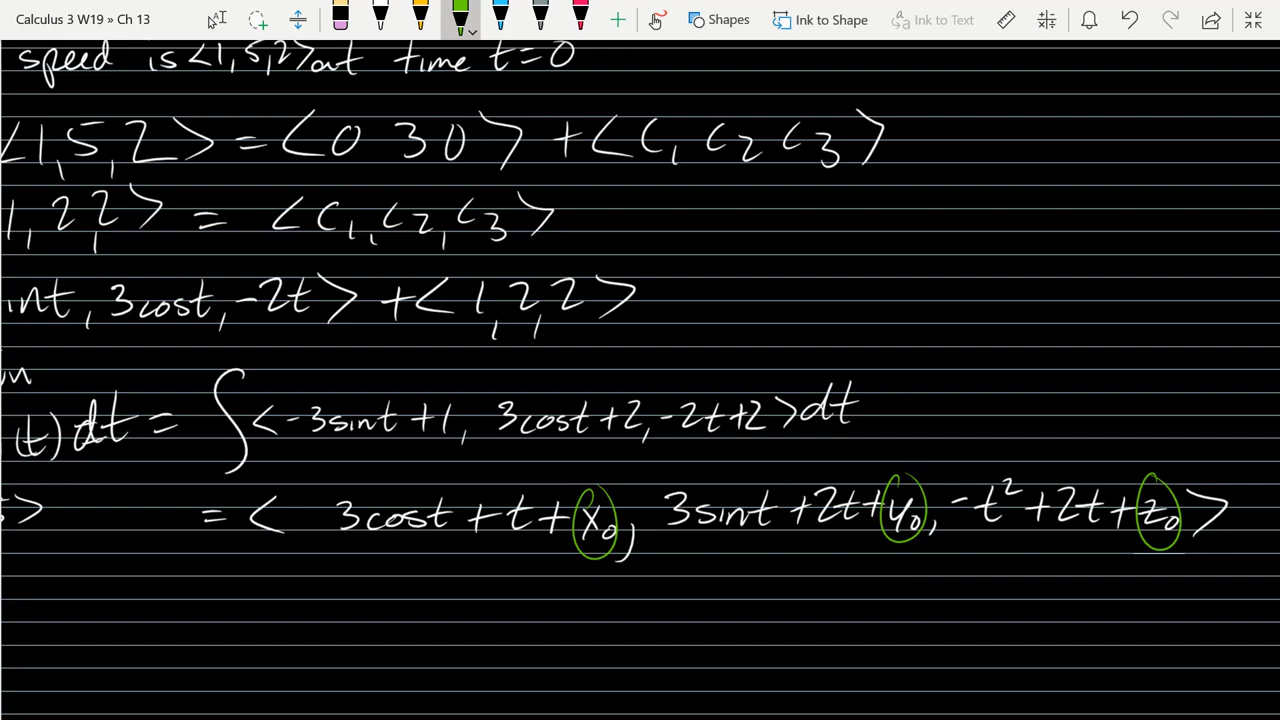 Calculus 3 W19 » Ch 13
Shapes
Ink to Shape
Ink to Text
speed is <1,5,2> at time t=0
<1,5,2> = <0 3 0> + <c₁ c₂ c₃>
1,2,2> = <c₁,c₂,c₃>
int, 3cost, -2t> + <1,2,2>
(t)dt = ∫<-3sint+1, 3cost+2, -2t+2>dt
> = < 3cost+t+x₀, 3sint+2t+y₀, -t²+2t+z₀>